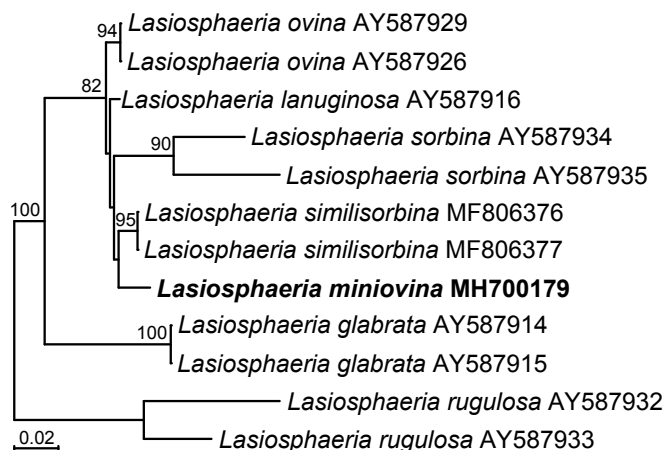 94
Lasiosphaeria ovina AY587929
Lasiosphaeria ovina AY587926
82
Lasiosphaeria lanuginosa AY587916
90
Lasiosphaeria sorbina AY587934
Lasiosphaeria sorbina AY587935
100
95
Lasiosphaeria similisorbina MF806376
Lasiosphaeria similisorbina MF806377
Lasiosphaeria miniovina MH700179
100
Lasiosphaeria glabrata AY587914
Lasiosphaeria glabrata AY587915
Lasiosphaeria rugulosa AY587932
Lasiosphaeria rugulosa AY587933
0.02